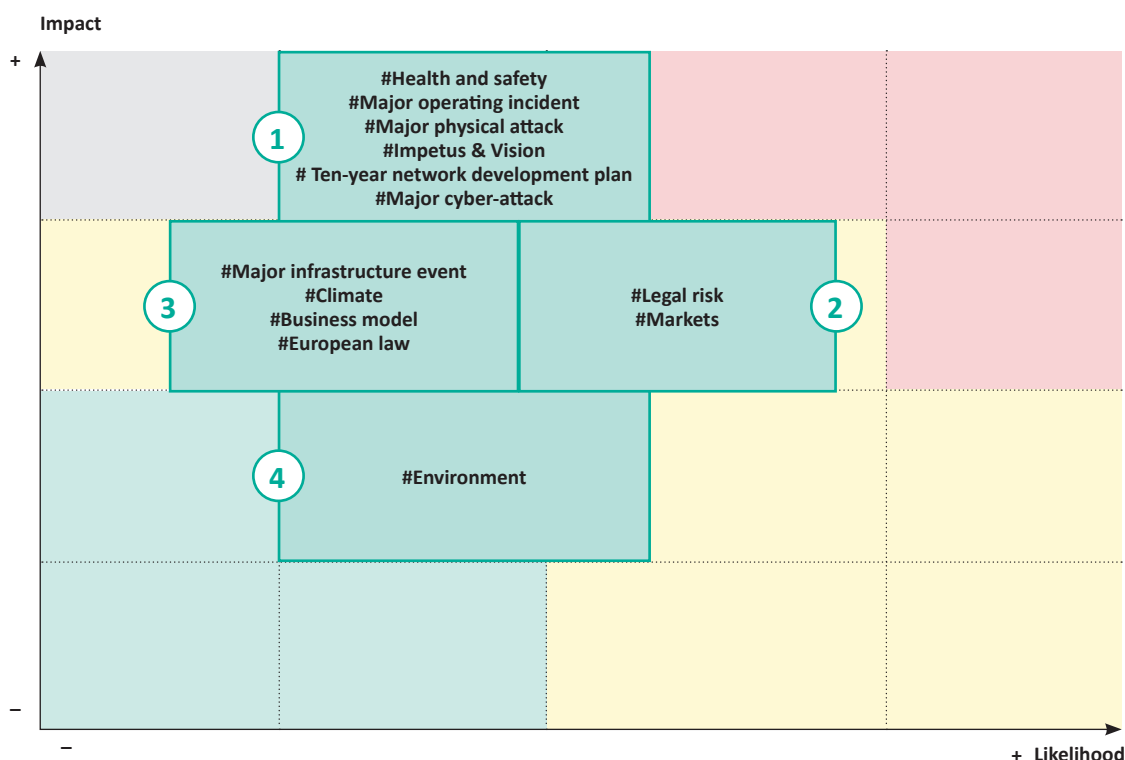 Impact
+
#Health and safety
#Major operating incident
#Major physical attack
#Impetus & Vision
# Ten-year network development plan
#Major cyber-attack
1
#Major infrastructure event
#Climate
#Business model
#European law
3
#Legal risk
#Markets
2
#Environment
4
–
–
+ Likelihood